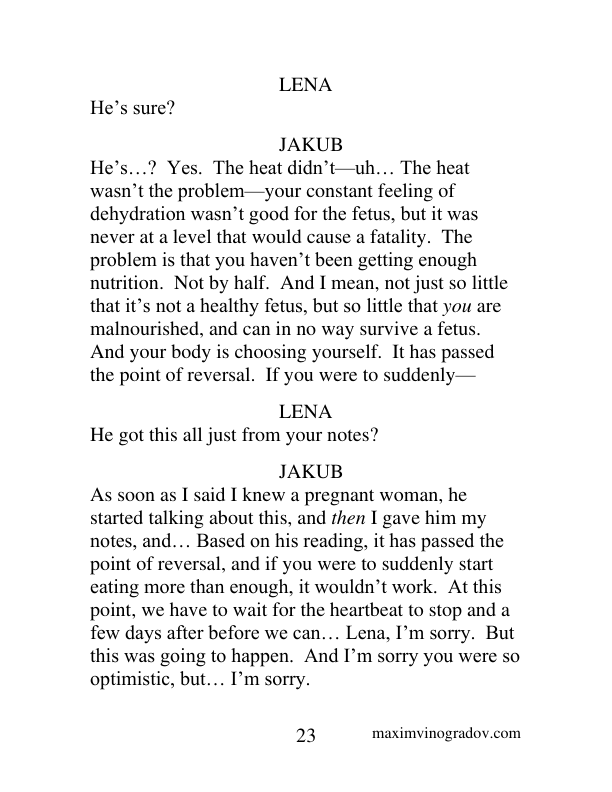 LENA
He’s sure?
JAKUB
He’s…?  Yes.  The heat didn’t—uh… The heat
wasn’t the problem—your constant feeling of
dehydration wasn’t good for the fetus, but it was
never at a level that would cause a fatality.  The
problem is that you haven’t been getting enough
nutrition.  Not by half.  And I mean, not just so little
that it’s not a healthy fetus, but so little that you are
malnourished, and can in no way survive a fetus.
And your body is choosing yourself.  It has passed
the point of reversal.  If you were to suddenly—
LENA
He got this all just from your notes?
JAKUB
As soon as I said I knew a pregnant woman, he
started talking about this, and then I gave him my
notes, and… Based on his reading, it has passed the
point of reversal, and if you were to suddenly start
eating more than enough, it wouldn’t work.  At this
point, we have to wait for the heartbeat to stop and a
few days after before we can… Lena, I’m sorry.  But
this was going to happen.  And I’m sorry you were so
optimistic, but… I’m sorry.
23 maximvinogradov.com